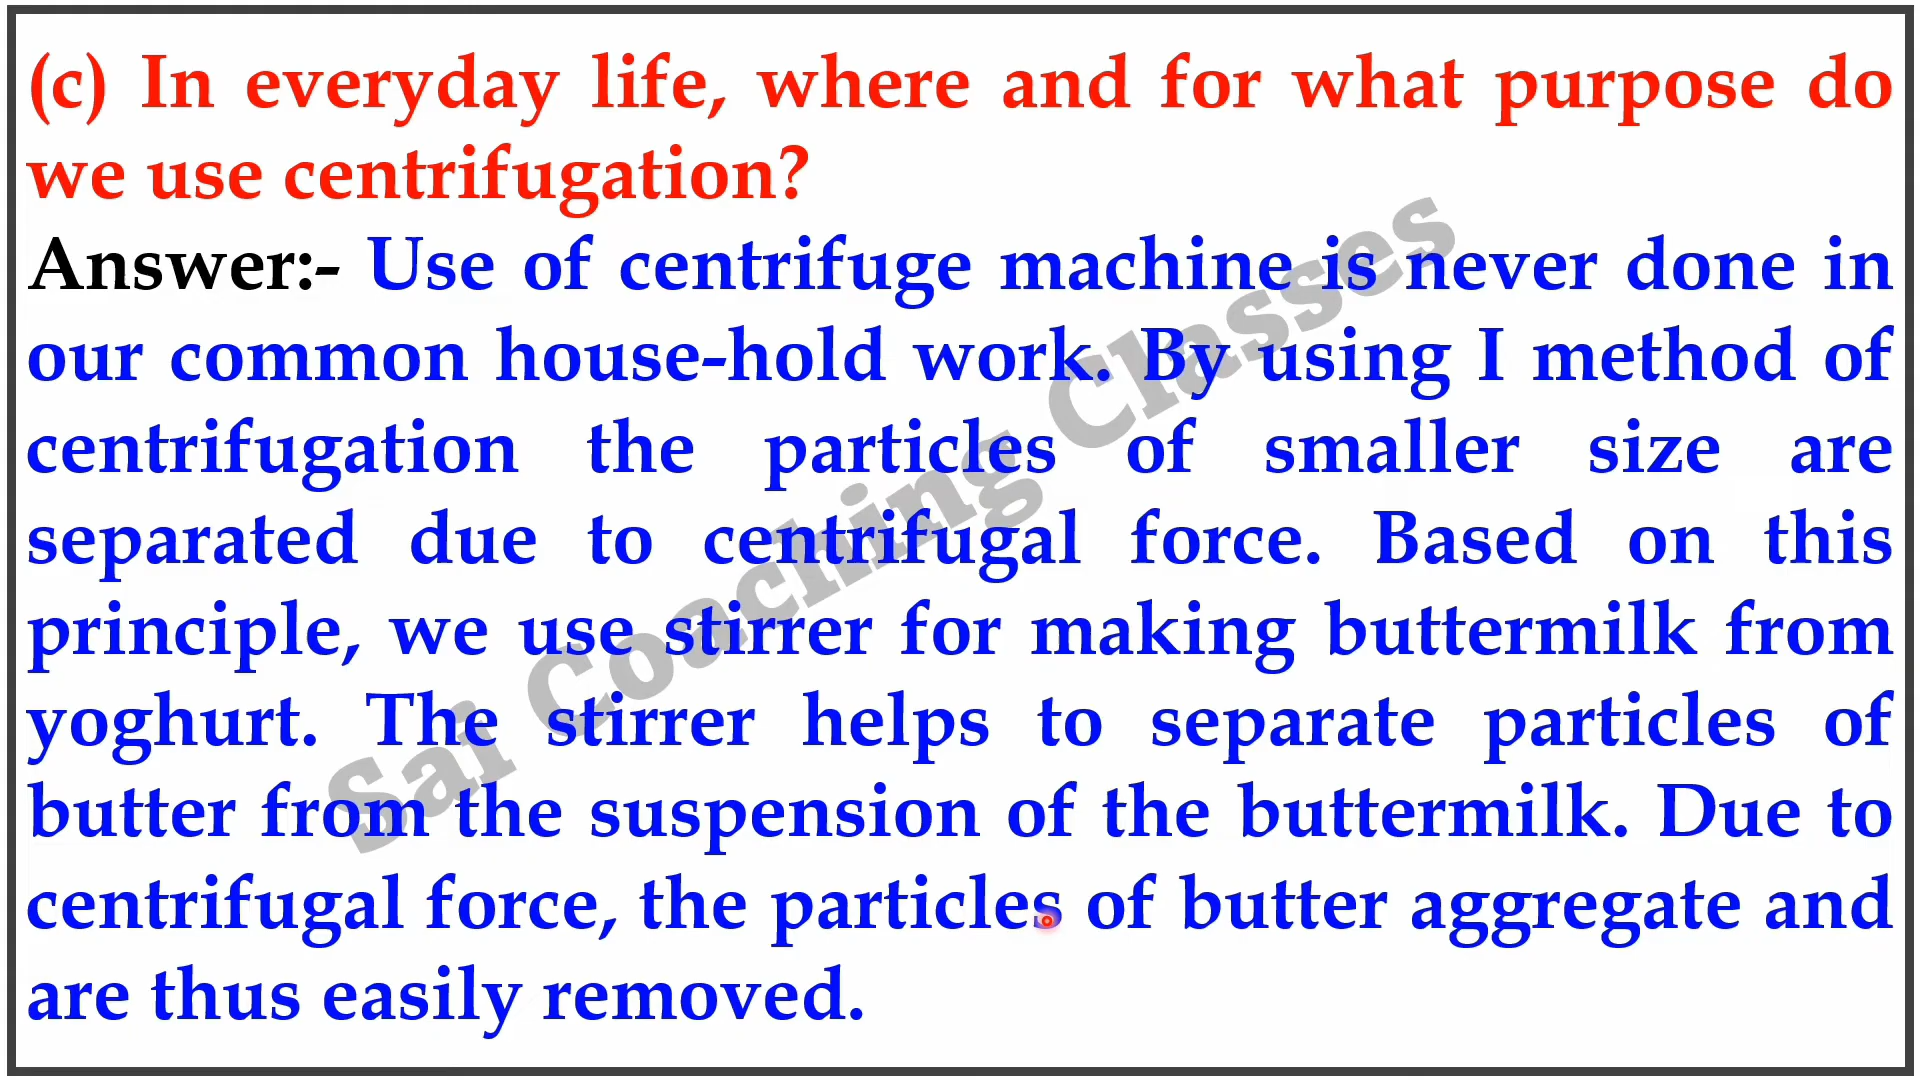 (c) In everyday life, where and for what purpose do
we use centrifugation?
Answer:- Use of centrifuge machine is never done in
our common house-hold work. By using I method of
centrifugation the particles of smaller size are
separated due to centrifugal force. Based on this
principle, we use stirrer for making buttermilk from
yoghurt. The stirrer helps to separate particles of
butter from the suspension of the buttermilk. Due to
centrifugal force, the particles of butter aggregate and
are thus easily removed.
Sai Coaching Classes